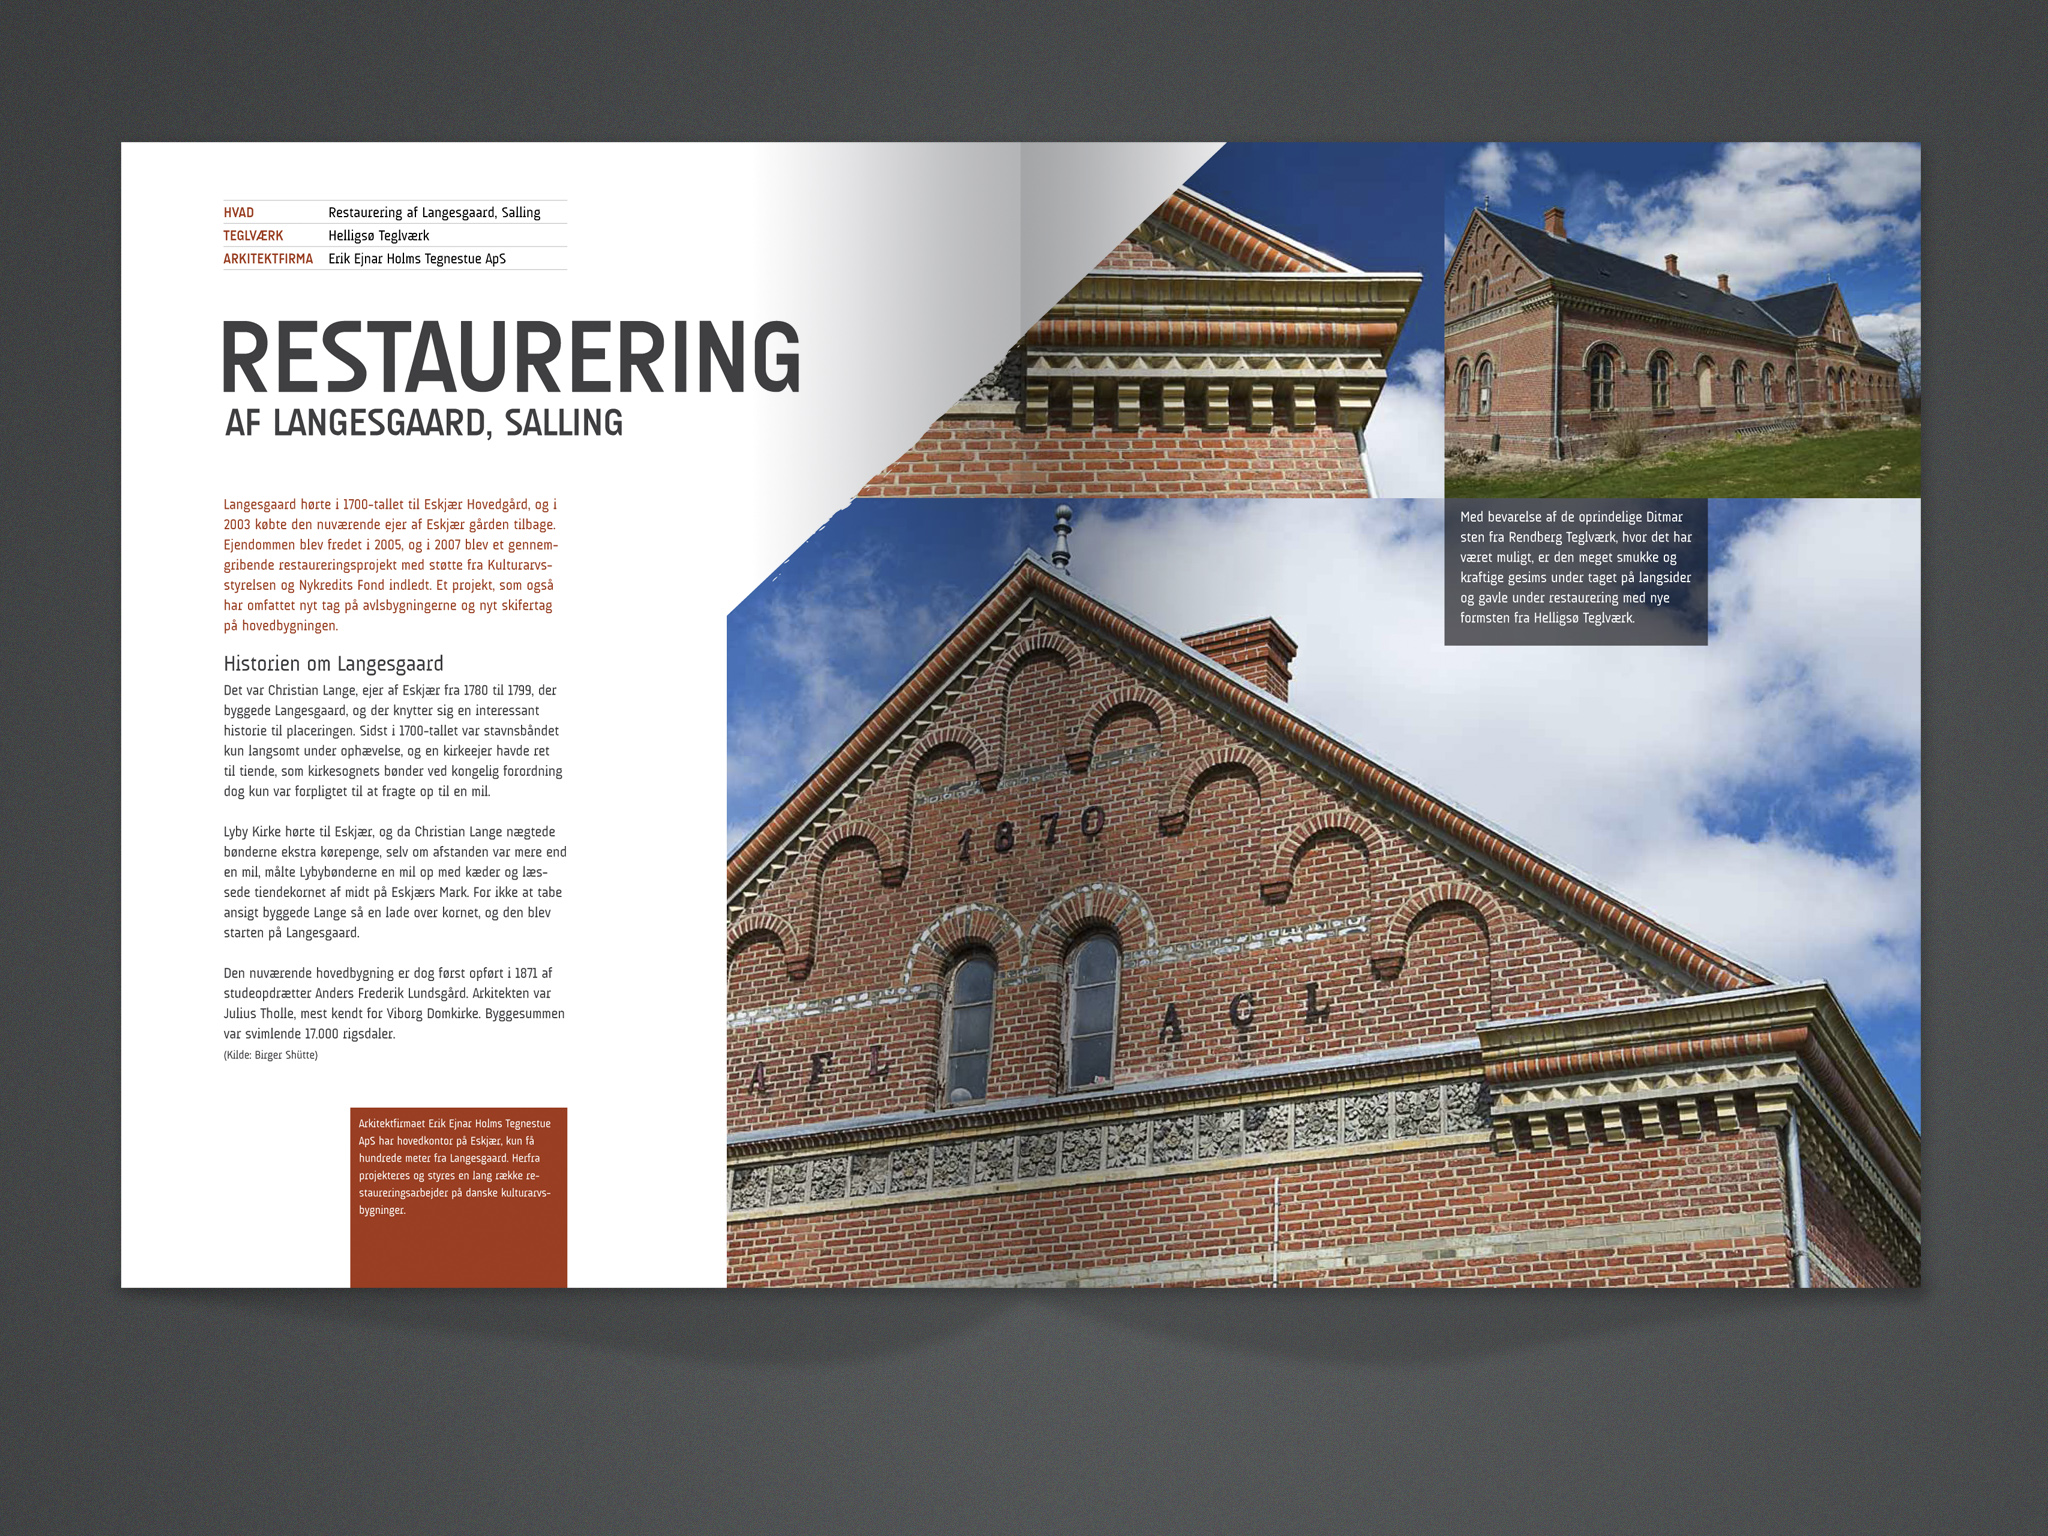 HVAD Restaurering af Langesgaard, Salling
TEGLVÆRK Helligsø Teglværk
ARKITEKTFIRMA Erik Ejnar Holms Tegnestue ApS
RESTAURERING
AF LANGESGAARD, SALLING
Langesgaard hørte i 1700-tallet til Eskjær Hovedgård, og i
2003 købte den nuværende ejer af Eskjær gården tilbage.
Ejendommen blev fredet i 2005, og i 2007 blev et gennem-
gribende restaureringsprojekt med støtte fra Kulturarvs-
styrelsen og Nykredits Fond indledt. Et projekt, som også
har omfattet nyt tag på avlsbygningerne og nyt skifertag
på hovedbygningen.
Historien om Langesgaard
Det var Christian Lange, ejer af Eskjær fra 1780 til 1799, der
byggede Langesgaard, og der knytter sig en interessant
historie til placeringen. Sidst i 1700-tallet var stavnsbåndet
kun langsomt under ophævelse, og en kirkeejer havde ret
til tiende, som kirkesognets bønder ved kongelig forordning
dog kun var forpligtet til at fragte op til en mil.
Lyby Kirke hørte til Eskjær, og da Christian Lange nægtede
bønderne ekstra kørepenge, selv om afstanden var mere end
en mil, målte Lybybønderne en mil op med kæder og læs-
sede tiendekornet af midt på Eskjærs Mark. For ikke at tabe
ansigt byggede Lange så en lade over kornet, og den blev
starten på Langesgaard.
Den nuværende hovedbygning er dog først opført i 1871 af
studeopdrætter Anders Frederik Lundsgård. Arkitekten var
Julius Tholle, mest kendt for Viborg Domkirke. Byggesummen
var svimlende 17.000 rigsdaler.
(Kilde: Birger Shütte)
Arkitektfirmaet Erik Ejnar Holms Tegnestue
ApS har hovedkontor på Eskjær, kun få
hundrede meter fra Langesgaard. Herfra
projekteres og styres en lang række re-
staureringsarbejder på danske kulturarvs-
bygninger.
Med bevarelse af de oprindelige Ditmar
sten fra Rendberg Teglværk, hvor det har
været muligt, er den meget smukke og
kraftige gesims under taget på langsider
og gavle under restaurering med nye
formsten fra Helligsø Teglværk.
1870
A F L A C L